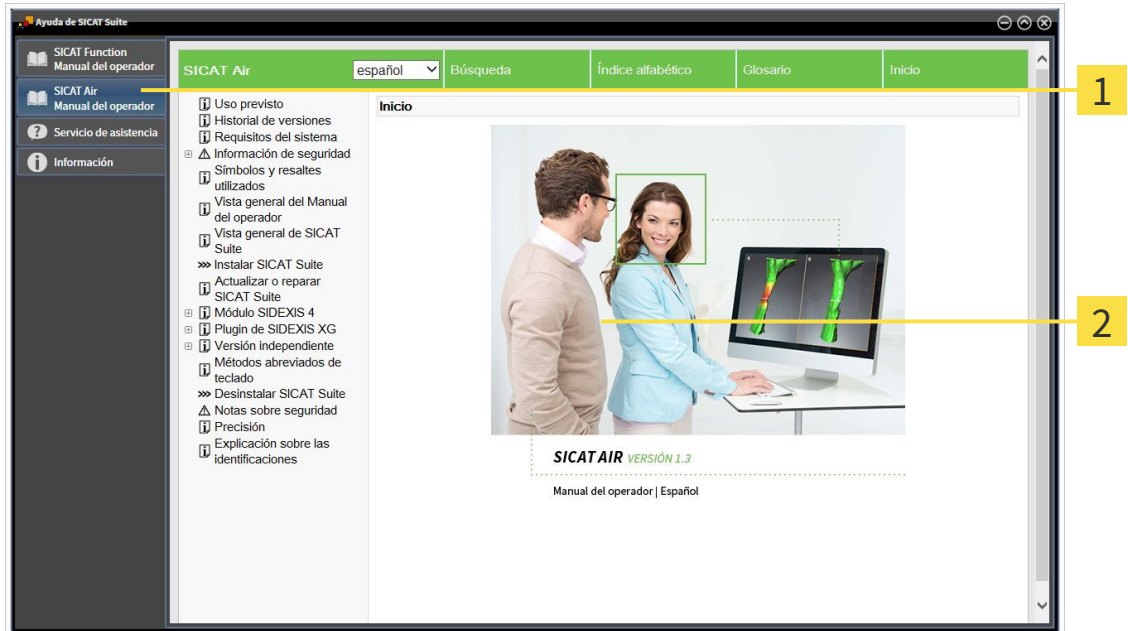 Ayuda de SICAT Suite
SICAT Function
Manual del operador
SICAT Air
Manual del operador
Servicio de asistencia
Información
SICAT Air
español
Búsqueda
Índice alfabético
Glosario
Inicio
Uso previsto
Historial de versiones
Requisitos del sistema
Información de seguridad
Símbolos y resaltes
utilizados
Vista general del Manual
del operador
Vista general de SICAT
Suite
Instalar SICAT Suite
Actualizar o reparar
SICAT Suite
Módulo SIDEXIS 4
Plugin de SIDEXIS XG
Versión independiente
Métodos abreviados de
teclado
Desinstalar SICAT Suite
Notas sobre seguridad
Precisión
Explicación sobre las
identificaciones
Inicio
SICAT AIR VERSIÓN 1.3
Manual del operador | Español
1
2